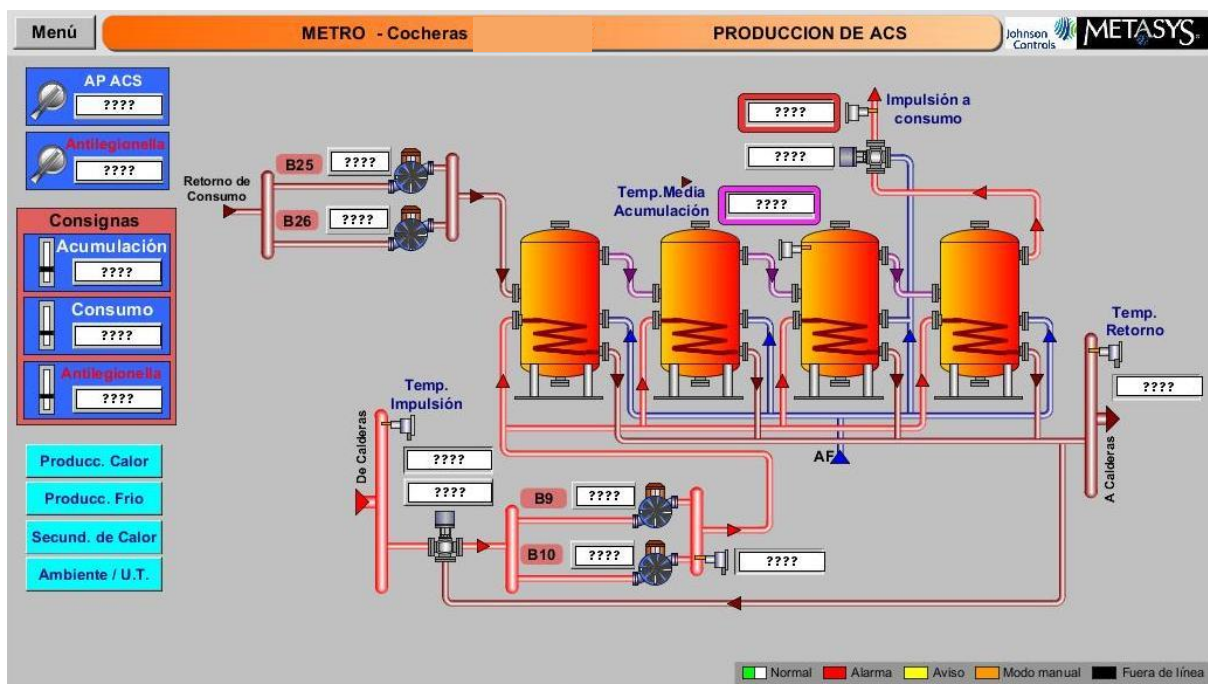 Menú
METRO - Cocheras
PRODUCCION DE ACS
Johnson Controls
METASYS
AP ACS
????
Antilegionella
????
Retorno de
Consumo
B25
????
B26
????
Temp.Media
Acumulación
????
????
Impulsión a
consumo
????
Consignas
Acumulación
????
Consumo
????
Antilegionella
????
Temp.
Impulsión
????
????
De Calderas
B9
????
B10
????
????
AF
Temp.
Retorno
????
A Calderas
Producc. Calor
Producc. Frio
Secund. de Calor
Ambiente / U.T.
Normal
Alarma
Aviso
Modo manual
Fuera de línea